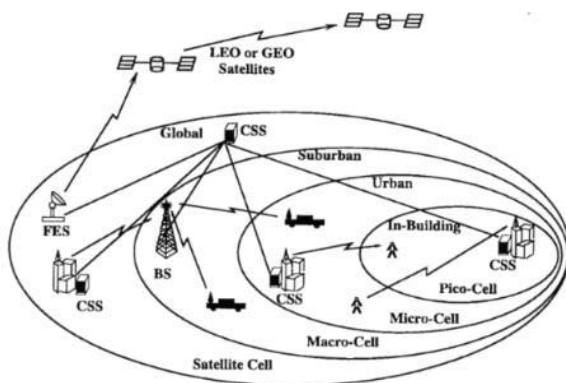 LEO or GEO
Satellites
Global
CSS
Suburban
Urban
FES
In-Building
BS
CSS
CSS
CSS
Pico-Cell
Micro-Cell
Macro-Cell
Satellite Cell